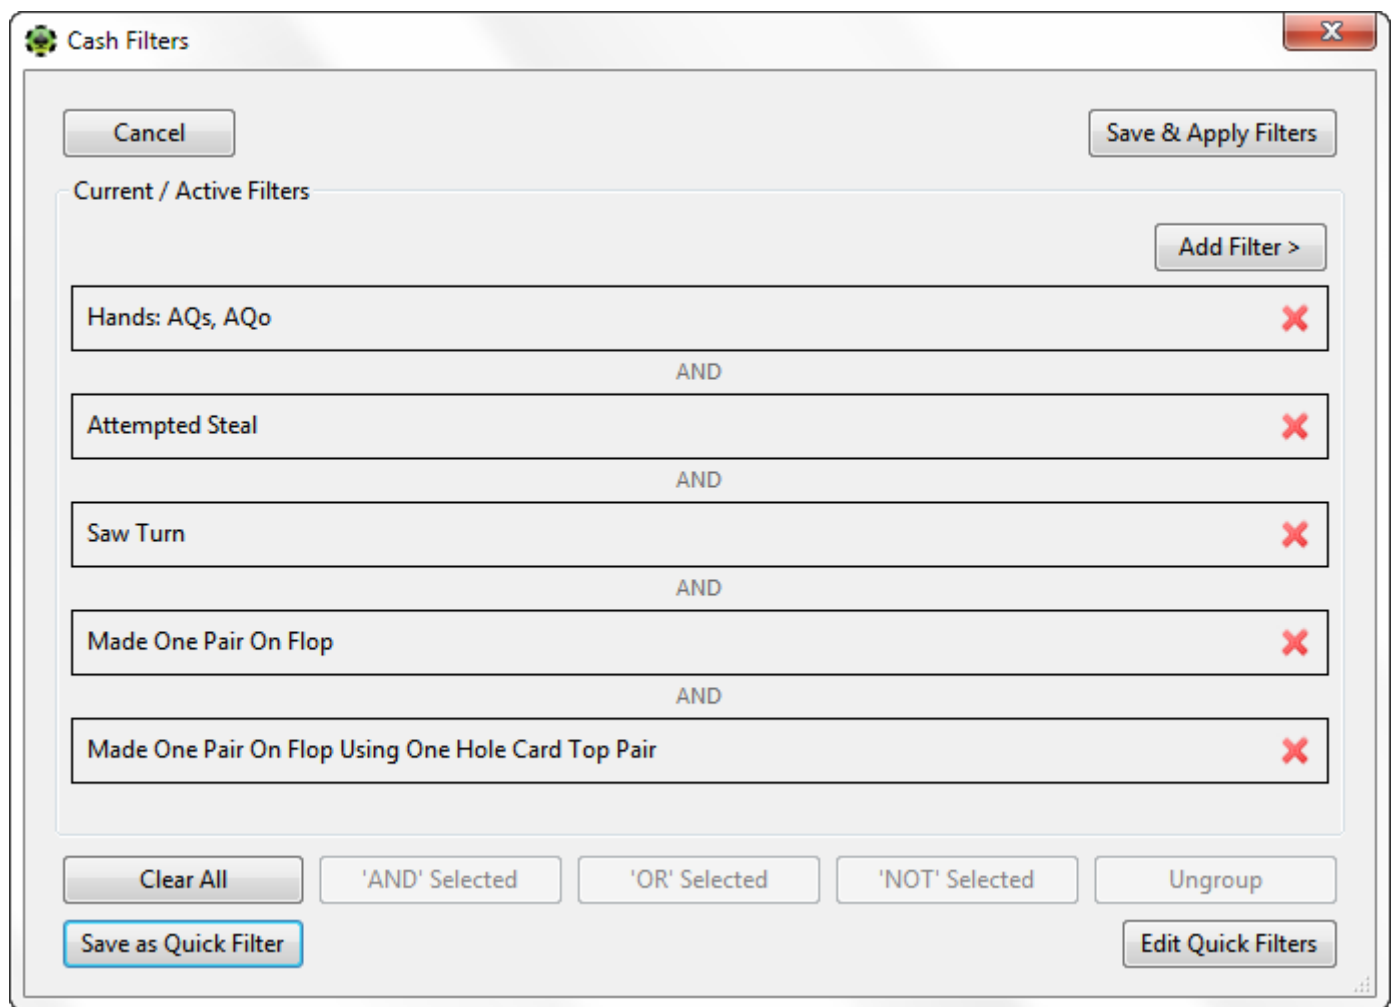 Cash Filters
Cancel
Save & Apply Filters
Current / Active Filters
Add Filter >
Hands: AQs, AQo
AND
Attempted Steal
AND
Saw Turn
AND
Made One Pair On Flop
AND
Made One Pair On Flop Using One Hole Card Top Pair
Clear All
'AND' Selected
'OR' Selected
'NOT' Selected
Ungroup
Save as Quick Filter
Edit Quick Filters